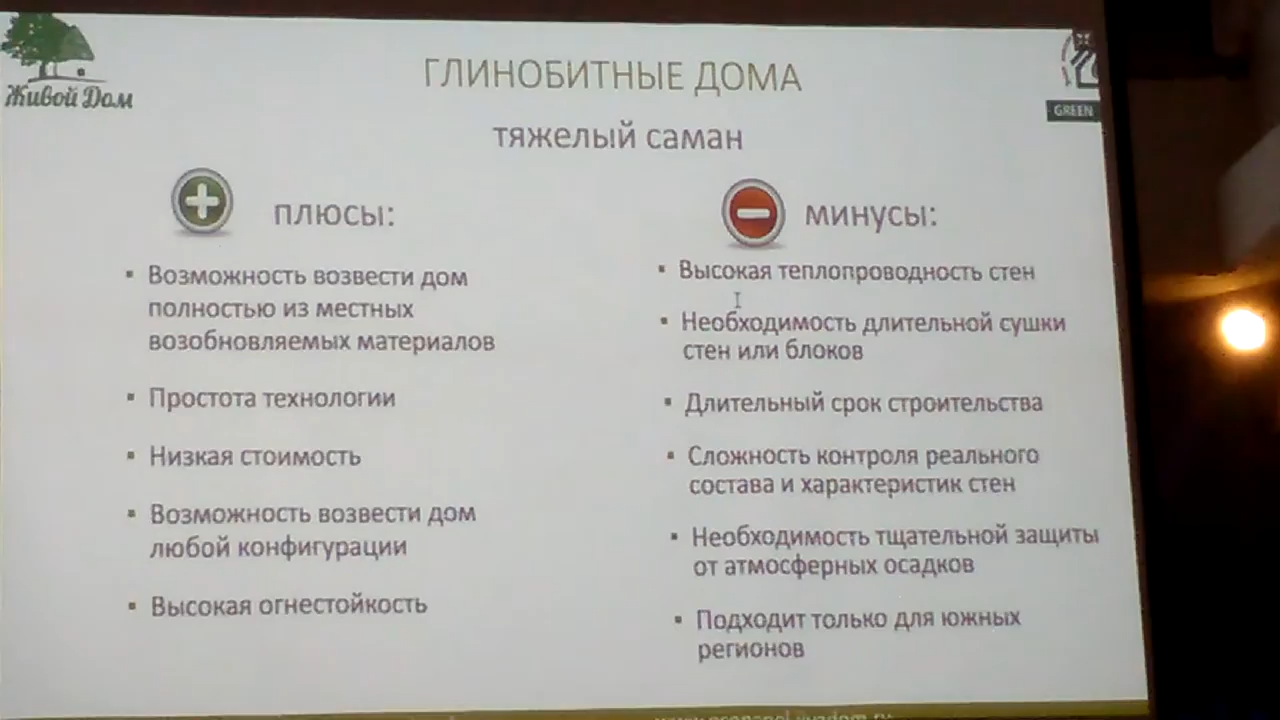 Живой Дом
ГЛИНОБИТНЫЕ ДОМА
GREEN
тяжелый саман
плюсы:
Возможность возвести дом
полностью из местных
возобновляемых материалов
Простота технологии
Низкая стоимость
Возможность возвести дом
любой конфигурации
Высокая огнестойкость
минусы:
Высокая теплопроводность стен
Необходимость длительной сушки
стен или блоков
Длительный срок строительства
Сложность контроля реального
состава и характеристик стен
Необходимость тщательной защиты
от атмосферных осадков
Подходит только для южных
регионов